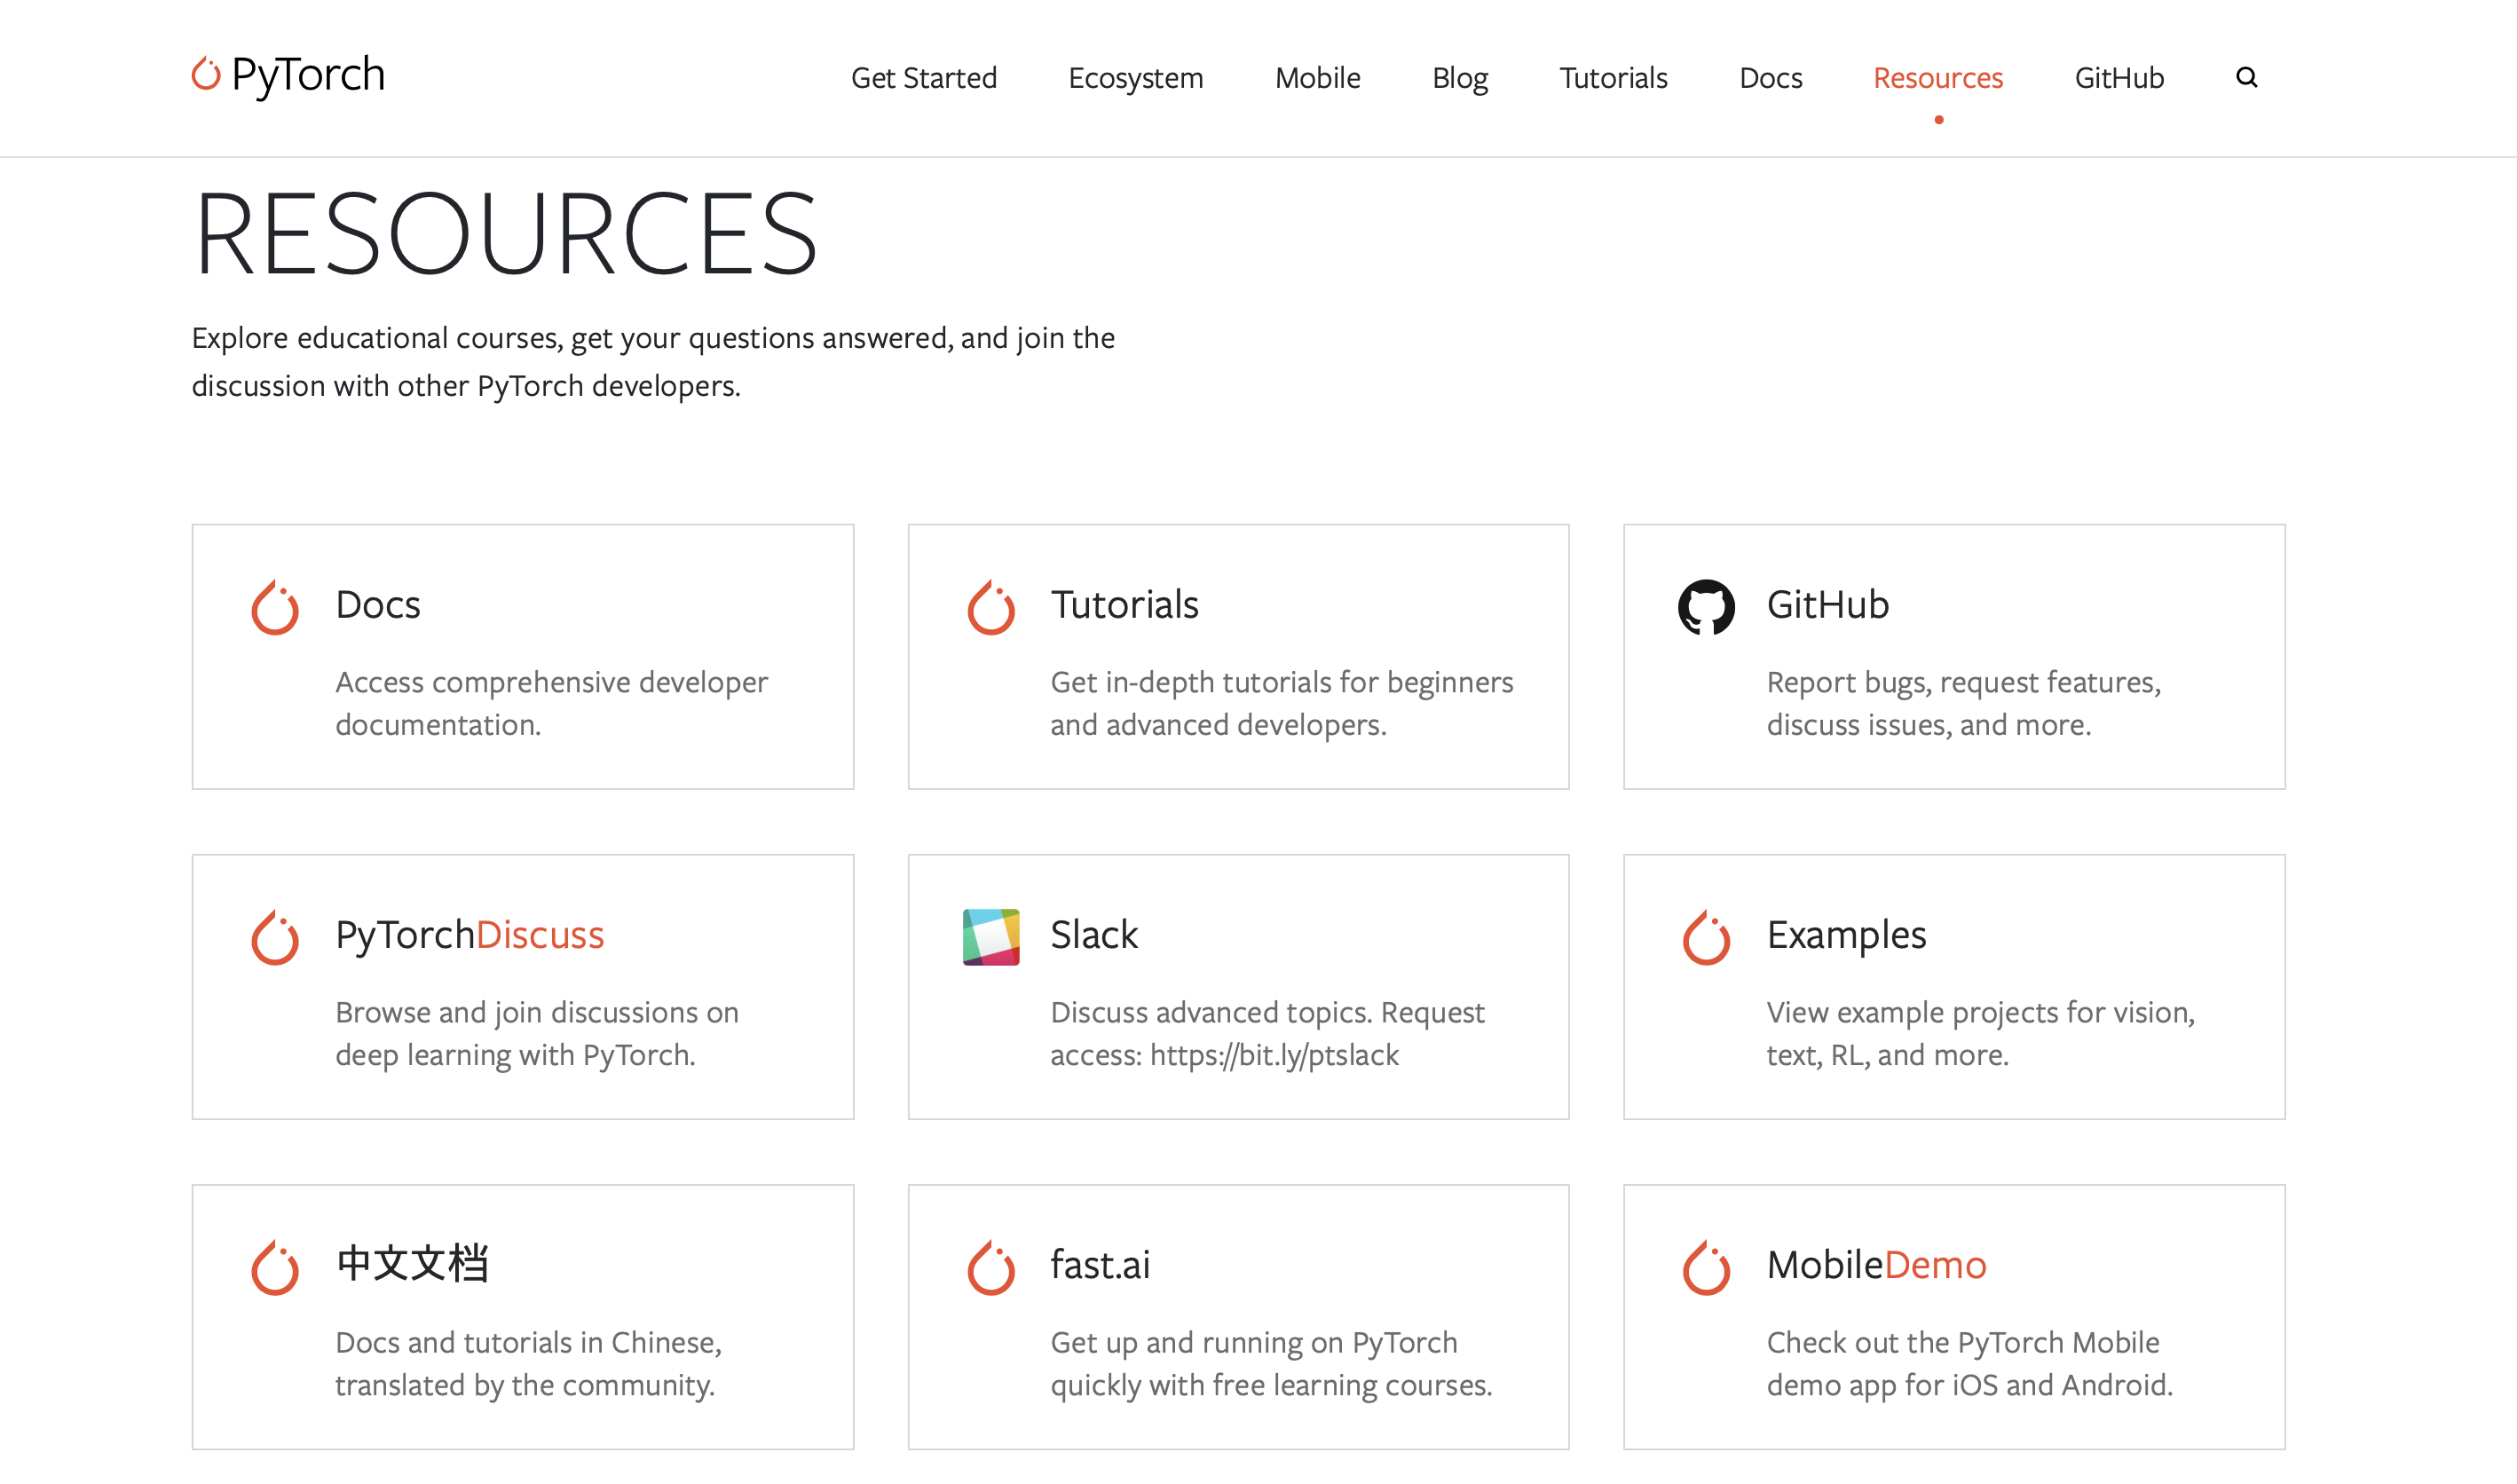 PyTorch
Get Started
Ecosystem
Mobile
Blog
Tutorials
Docs
Resources
GitHub
RESOURCES
Explore educational courses, get your questions answered, and join the
discussion with other PyTorch developers.
Docs
Access comprehensive developer
documentation.
Tutorials
Get in-depth tutorials for beginners
and advanced developers.
GitHub
Report bugs, request features,
discuss issues, and more.
PyTorchDiscuss
Browse and join discussions on
deep learning with PyTorch.
Slack
Discuss advanced topics. Request
access: https://bit.ly/ptslack
Examples
View example projects for vision,
text, RL, and more.
中文文档
Docs and tutorials in Chinese,
translated by the community.
fast.ai
Get up and running on PyTorch
quickly with free learning courses.
MobileDemo
Check out the PyTorch Mobile
demo app for iOS and Android.